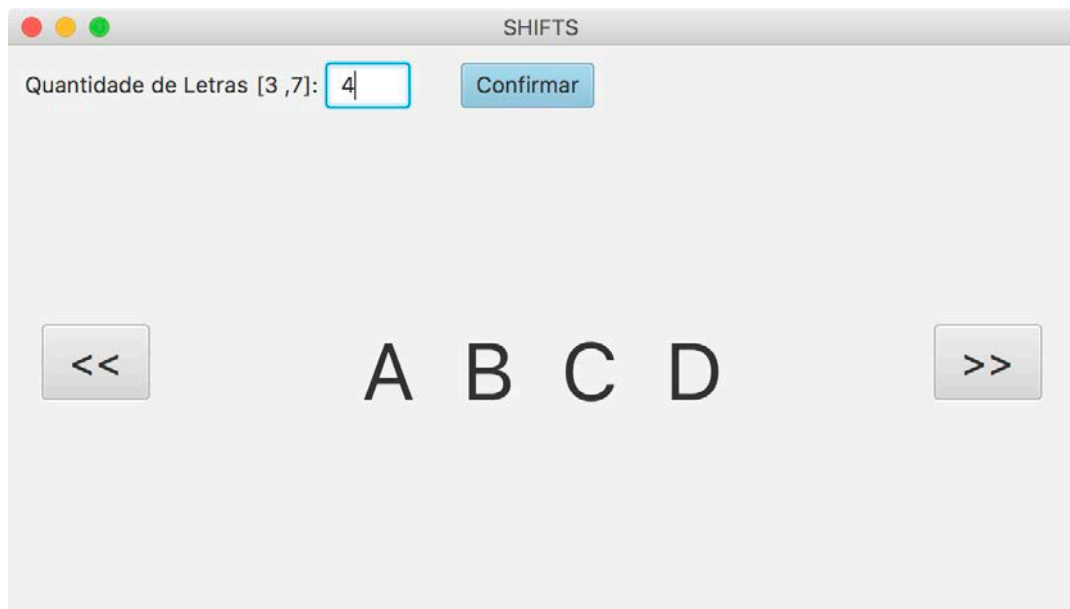 SHIFTS
Quantidade de Letras [3 ,7]: 4 Confirmar
<< A B C D >>